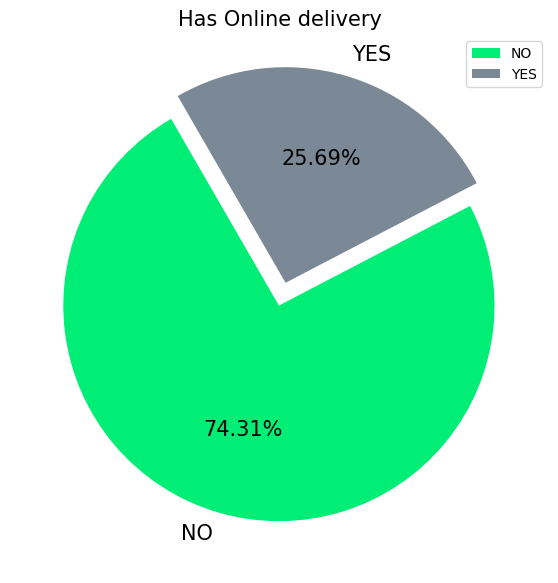 Has Online delivery
YES
NO
YES
25.69%
74.31%
NO